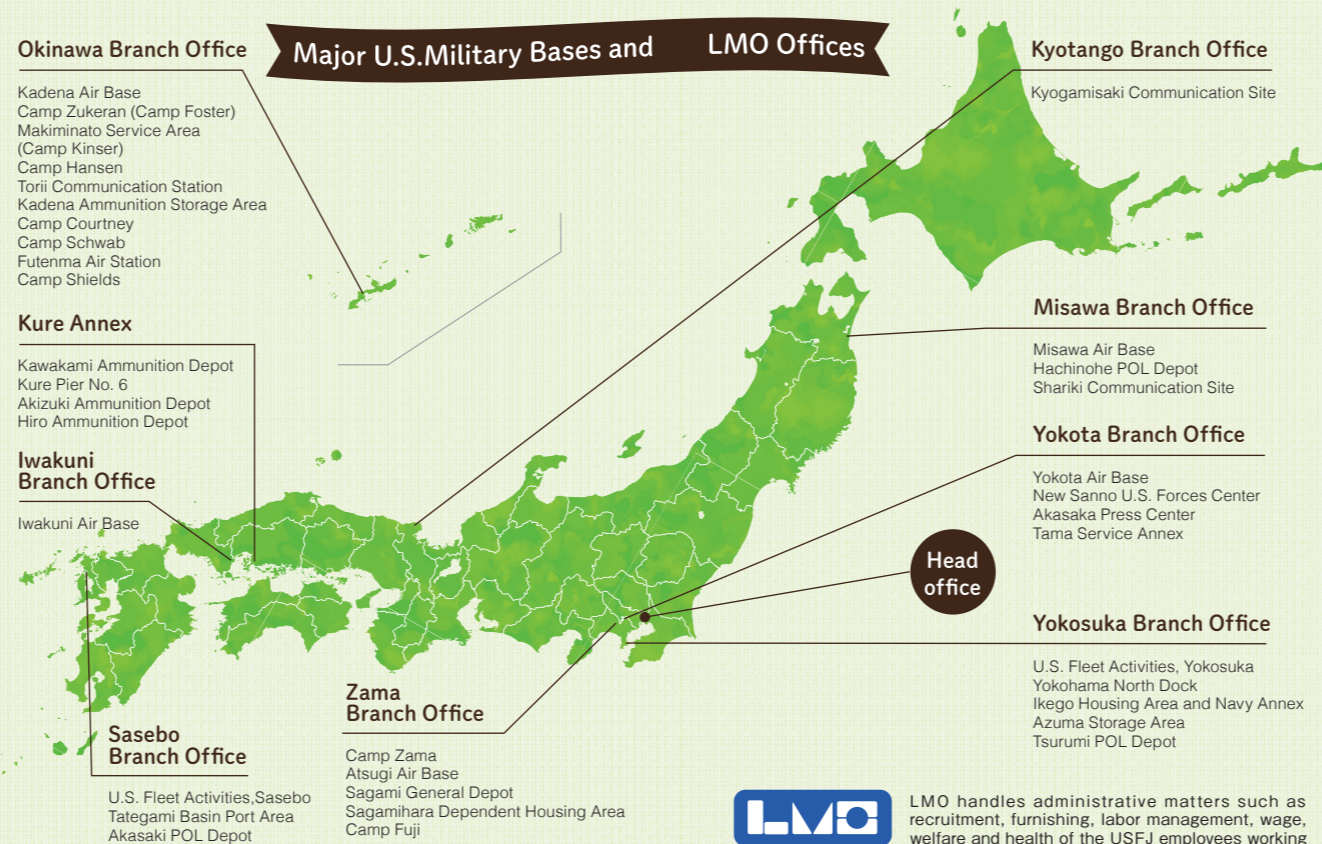 Major U.S.Military Bases and LMO Offices
Okinawa Branch Office
Kadena Air Base
Camp Zukeran (Camp Foster)
Makiminato Service Area
(Camp Kinser)
Camp Hansen
Torii Communication Station
Kadena Ammunition Storage Area
Camp Courtney
Camp Schwab
Futenma Air Station
Camp Shields
Kure Annex
Kawakami Ammunition Depot
Kure Pier No. 6
Akizuki Ammunition Depot
Hiro Ammunition Depot
Iwakuni
Branch Office
Iwakuni Air Base
Sasebo
Branch Office
U.S. Fleet Activities,Sasebo
Tategami Basin Port Area
Akasaki POL Depot
Zama
Branch Office
Camp Zama
Atsugi Air Base
Sagami General Depot
Sagamihara Dependent Housing Area
Camp Fuji
Kyotango Branch Office
Kyogamisaki Communication Site
Misawa Branch Office
Misawa Air Base
Hachinohe POL Depot
Shariki Communication Site
Yokota Branch Office
Yokota Air Base
New Sanno U.S. Forces Center
Akasaka Press Center
Tama Service Annex
Head
office
Yokosuka Branch Office
U.S. Fleet Activities, Yokosuka
Yokohama North Dock
Ikego Housing Area and Navy Annex
Azuma Storage Area
Tsurumi POL Depot
LMO
LMO handles administrative matters such as
recruitment, furnishing, labor management, wage,
welfare and health of the USFJ employees working